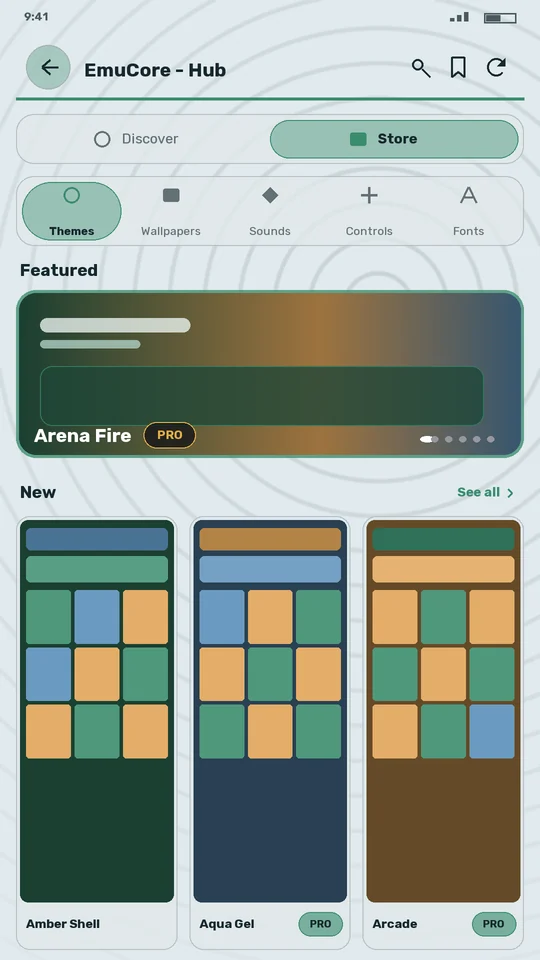 9:41
EmuCore - Hub
Discover
Store
Themes
Wallpapers
Sounds
Controls
Fonts
Featured
Arena Fire
PRO
New
See all
Amber Shell
Aqua Gel
PRO
Arcade
PRO